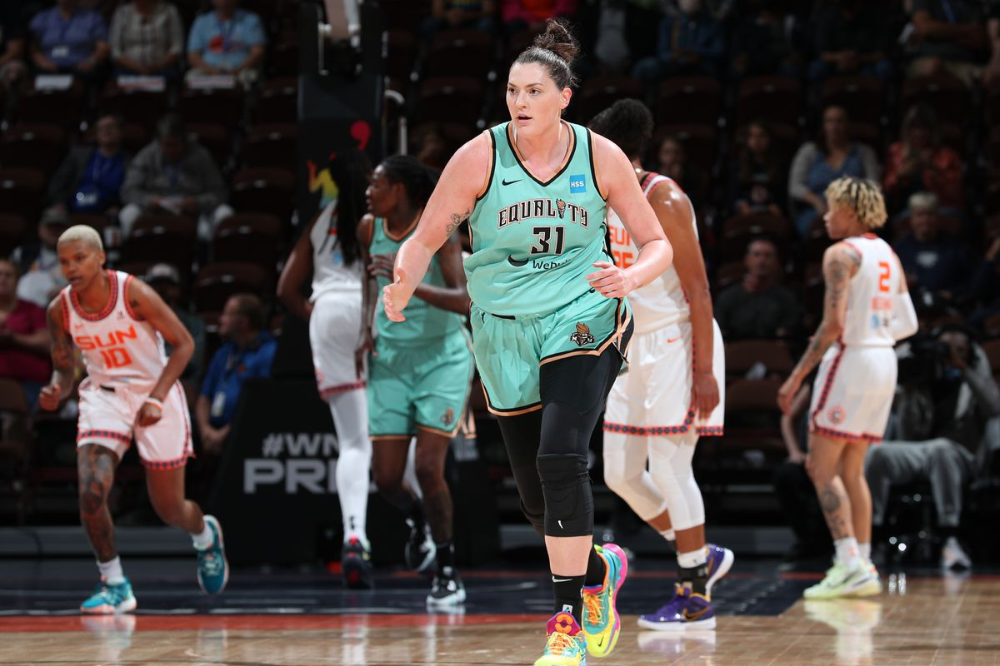 HSS
EQUALITY
31
Webull
SUN
10
SUN
2
#WN
PRI